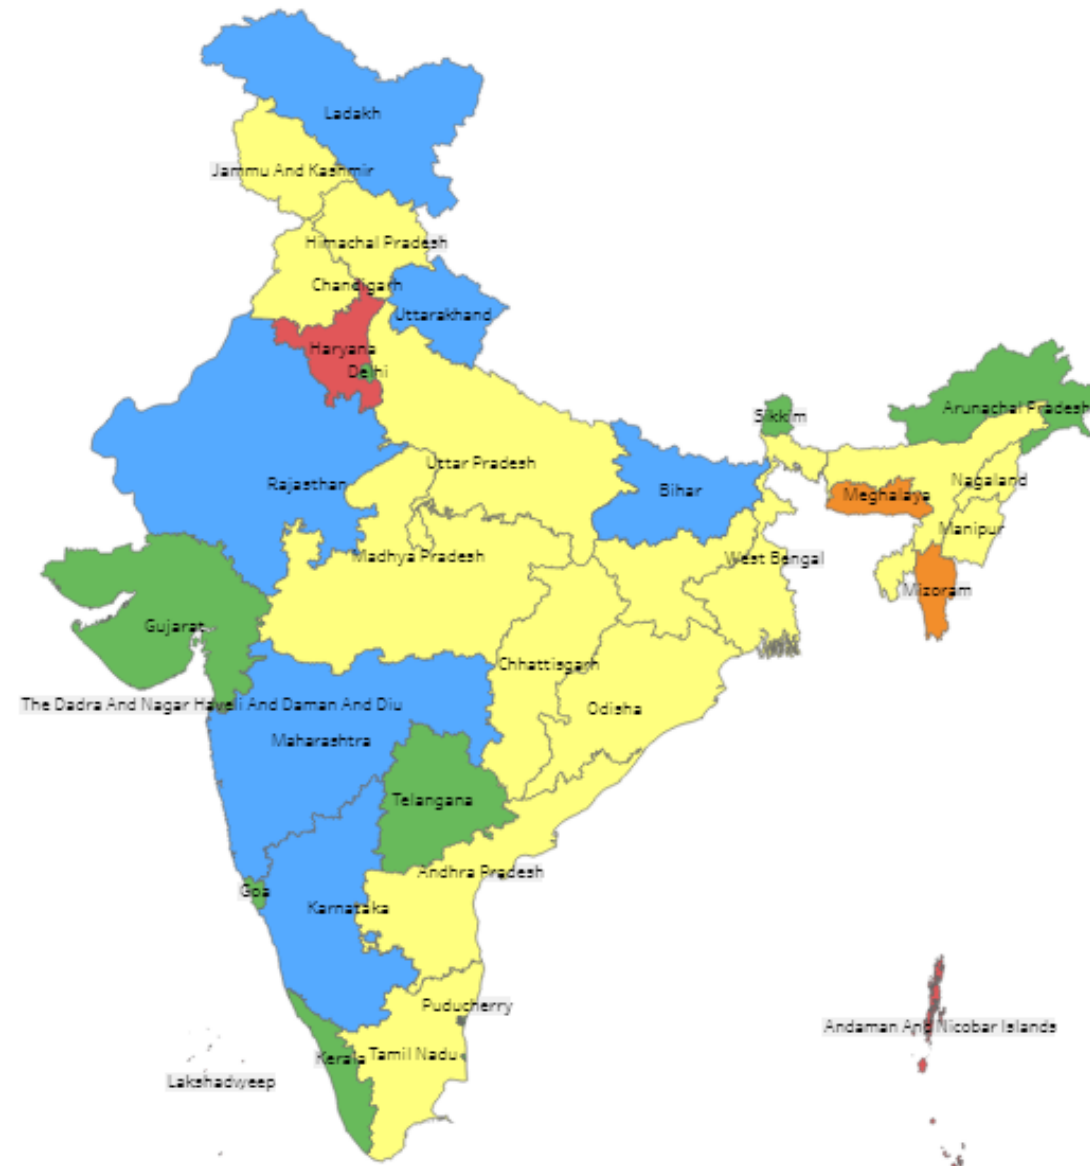 Ladakh
Jammu And Kashmir
Himachal Pradesh
Chandigarh
Uttarakhand
Haryana
Delhi
Arunachal Pradesh
Sikkim
Uttar Pradesh
Rajasthan
Bihar
Nagaland
Meghalaya
Manipur
Madhya Pradesh
West Bengal
Mizoram
Gujarat
Chhattisgarh
The Dadra And Nagar Haveli And Daman And Diu
Odisha
Maharashtra
Telangana
Andhra Pradesh
Goa
Karnataka
Puducherry
Andaman And Nicobar Islands
Kerala
Tamil Nadu
Lakshadweep